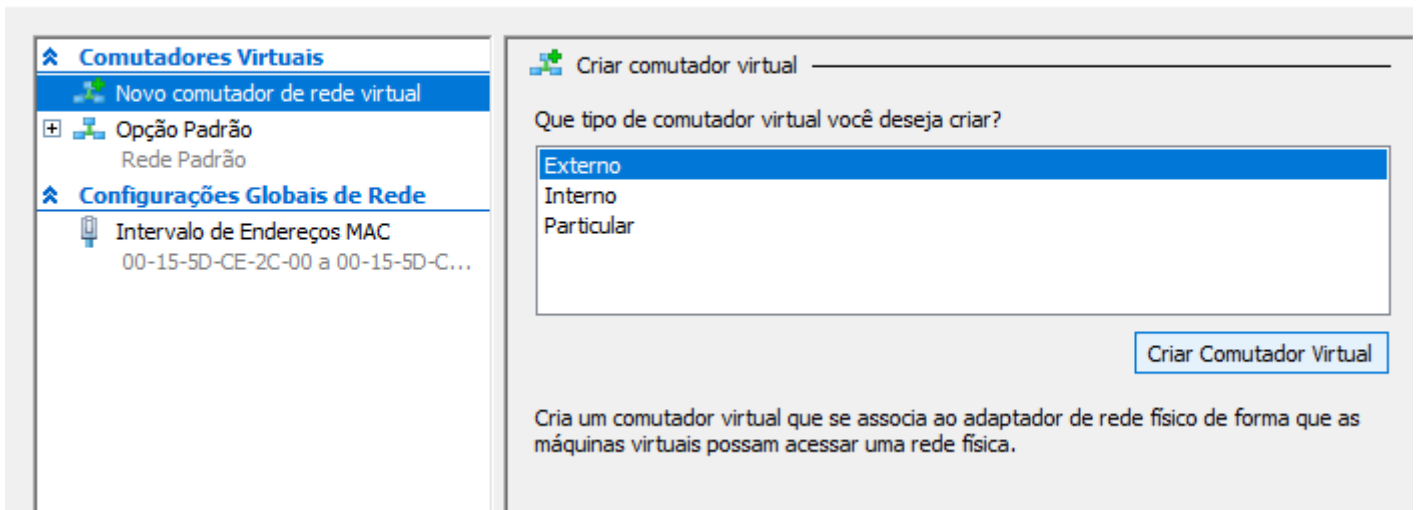 Comutadores Virtuais
Novo comutador de rede virtual
Opção Padrão
Rede Padrão
Configurações Globais de Rede
Intervalo de Endereços MAC
00-15-5D-CE-2C-00 a 00-15-5D-C...
Criar comutador virtual
Que tipo de comutador virtual você deseja criar?
Externo
Interno
Particular
Criar Comutador Virtual
Cria um comutador virtual que se associa ao adaptador de rede físico de forma que as
máquinas virtuais possam acessar uma rede física.